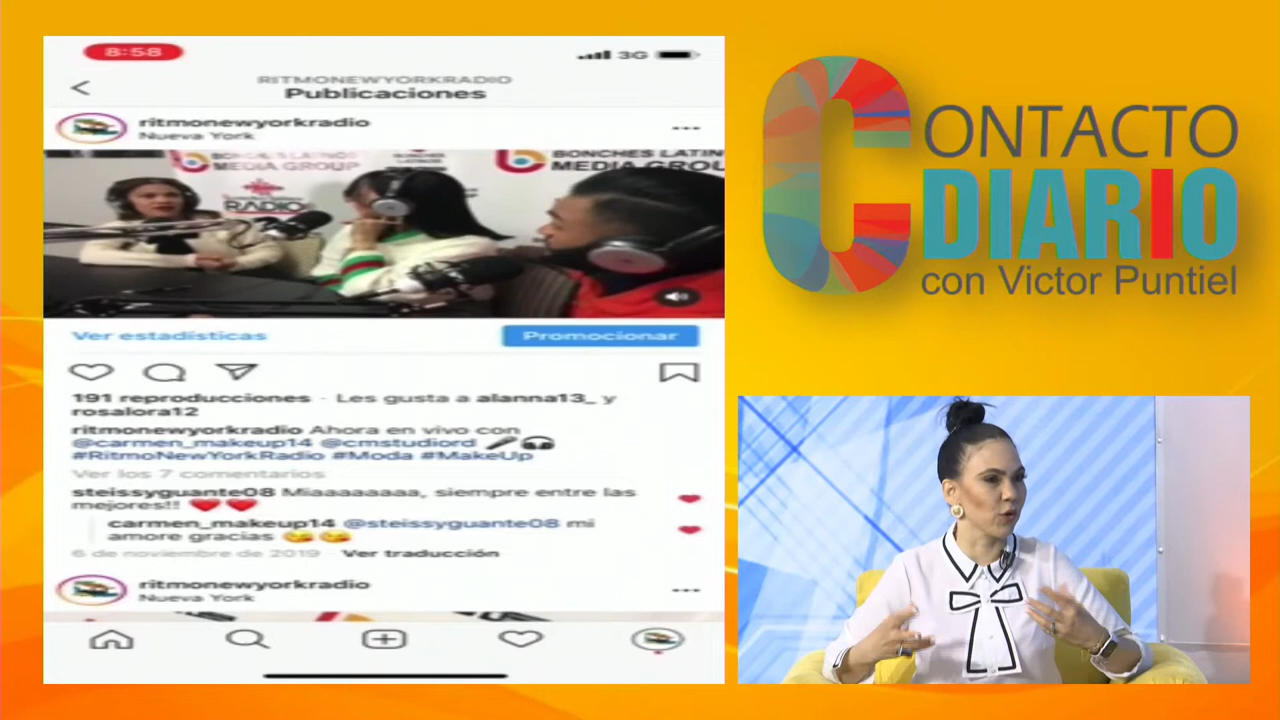 8:58
3G
RITMONEWYORKRADIO
Publicaciones
ritmonewyorkradio
Nueva York
BONCHES LATINOS
MEDIA GROUP
BONCHES LATIN
MEDIA GROU
RADIO
Ver estadísticas
Promocionar
191 reproducciones · Les gusta a alanna13_ y
rosalora12
ritmonewyorkradio Ahora en vivo con
@carmen_makeup14 @cmstudiord 🎤🎧
#RitmoNewYorkRadio #Moda #MakeUp
Ver los 7 comentarios
steissyguante08 Miaaaaaaaa, siempre entre las
mejores!! ❤️ ❤️
carmen_makeup14 @steissyguante08 mi
amore gracias 😘😘
6 de noviembre de 2019 · Ver traducción
ritmonewyorkradio
Nueva York
CONTACTO
DIARIO
con Victor Puntiel